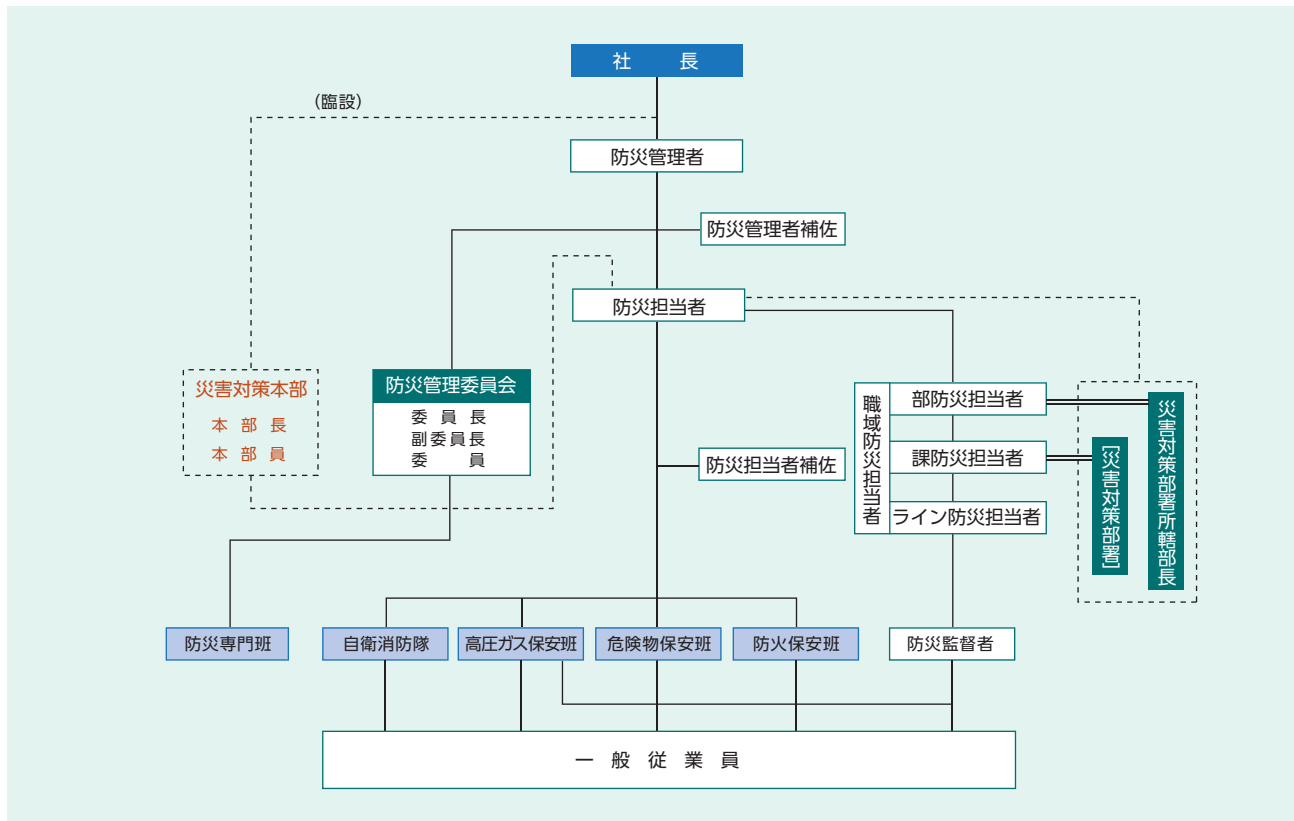 社長
(臨設)
防災管理者
防災管理者補佐
防災担当者
災害対策本部
本部長
本部員
防災管理委員会
委員長
副委員長
委員
防災担当者補佐
職域防災担当者
部防災担当者
課防災担当者
ライン防災担当者
[災害対策部署]
災害対策部署所轄部長
防災専門班
自衛消防隊
高圧ガス保安班
危険物保安班
防火保安班
防災監督者
一般従業員